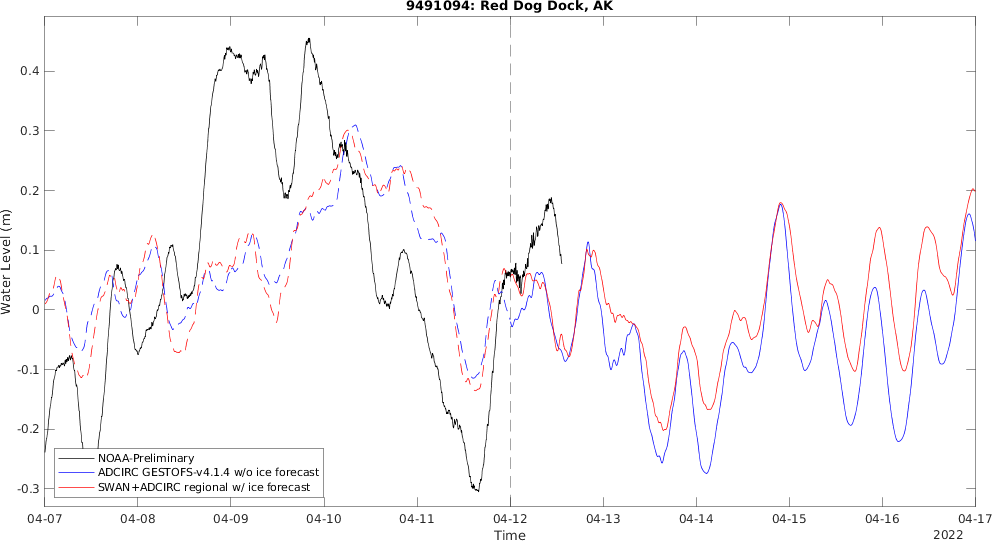 9491094: Red Dog Dock, AK
Water Level (m)
0.4
0.3
0.2
0.1
0
-0.1
-0.2
-0.3
NOAA-Preliminary
ADCIRC GESTOFS-v4.1.4 w/o ice forecast
SWAN+ADCIRC regional w/ ice forecast
04-07 04-08 04-09 04-10 04-11 04-12 04-13 04-14 04-15 04-16 04-17
Time
2022